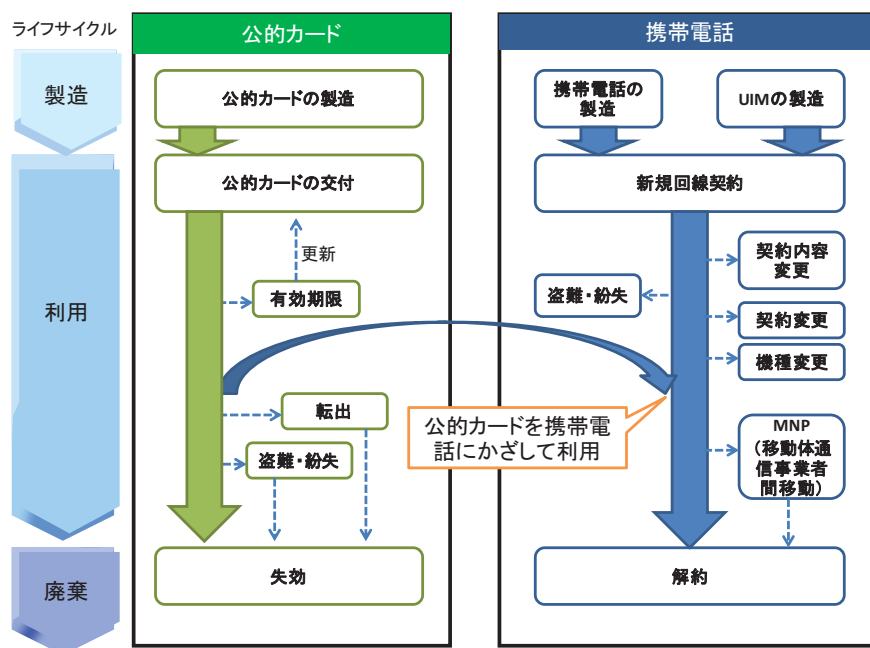 ライフサイクル
公的カード
携帯電話
製造
公的カードの製造
携帯電話の
製造
UIMの製造
公的カードの交付
新規回線契約
利用
更新
有効期限
盗難・紛失
契約内容
変更
契約変更
機種変更
転出
盗難・紛失
公的カードを携帯電
話にかざして利用
MNP
(移動体通
信事業者
間移動)
廃棄
失効
解約